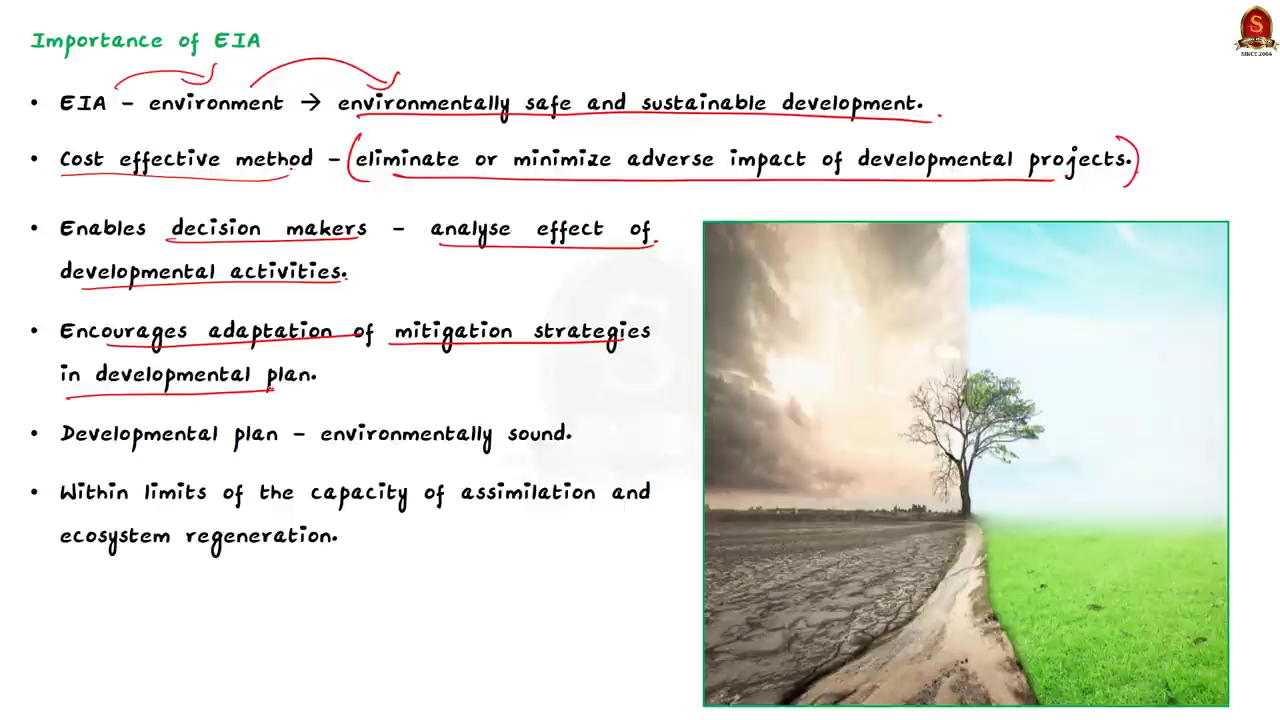 Importance of EIA
• EIA – environment → environmentally safe and sustainable development.
• Cost effective method – (eliminate or minimize adverse impact of developmental projects.)
• Enables decision makers – analyse effect of
developmental activities.
• Encourages adaptation of mitigation strategies
in developmental plan.
• Developmental plan – environmentally sound.
• Within limits of the capacity of assimilation and
ecosystem regeneration.
S
SINCE 2004